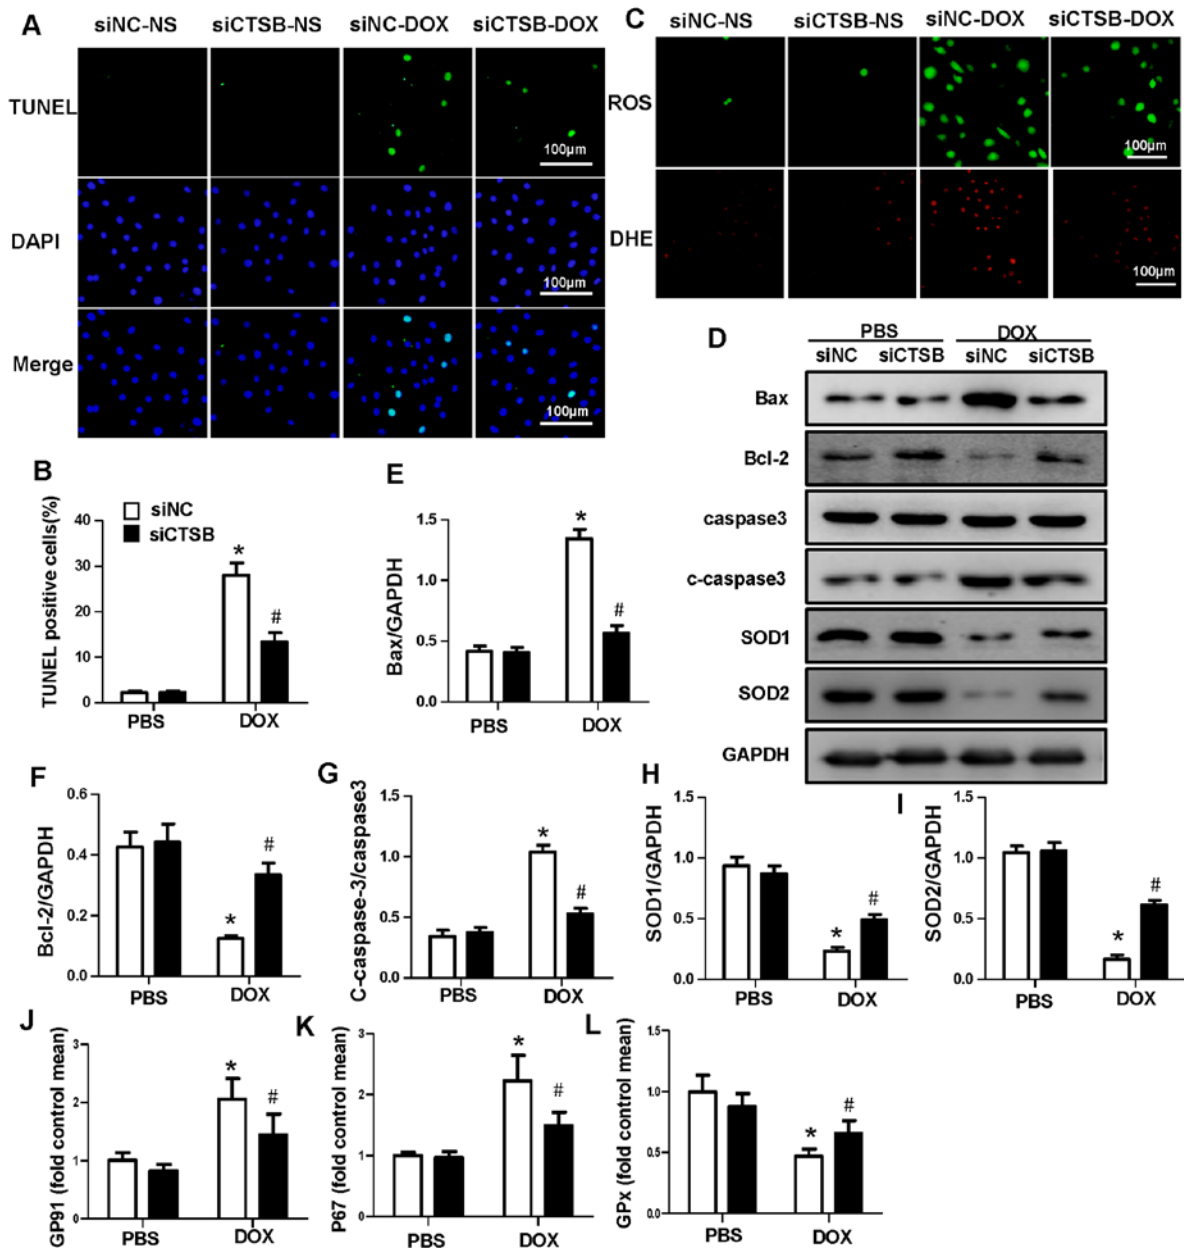 A
siNC-NS siCTSB-NS siNC-DOX siCTSB-DOX
TUNEL
100μm
DAPI
100μm
Merge
100μm
C
siNC-NS siCTSB-NS siNC-DOX siCTSB-DOX
ROS
100μm
DHE
100μm
D
PBS DOX
siNC siCTSB siNC siCTSB
Bax
Bcl-2
caspase3
c-caspase3
SOD1
SOD2
GAPDH
B
siNC
siCTSB
TUNEL positive cells(%)
40
30
20
10
0
*
#
PBS DOX
E
Bax/GAPDH
1.5
1.0
0.5
0.0
*
#
PBS DOX
F
Bcl-2/GAPDH
0.6
0.4
0.2
0.0
*
#
PBS DOX
G
C-caspase-3/caspase3
1.5
1.0
0.5
0.0
*
#
PBS DOX
H
SOD1/GAPDH
1.5
1.0
0.5
0.0
*
#
PBS DOX
I
SOD2/GAPDH
1.5
1.0
0.5
0.0
*
#
PBS DOX
J
GP91 (fold control mean)
3
2
1
0
*
#
PBS DOX
K
P67 (fold control mean)
3
2
1
0
*
#
PBS DOX
L
GPx (fold control mean)
1.5
1.0
0.5
0.0
*
#
PBS DOX